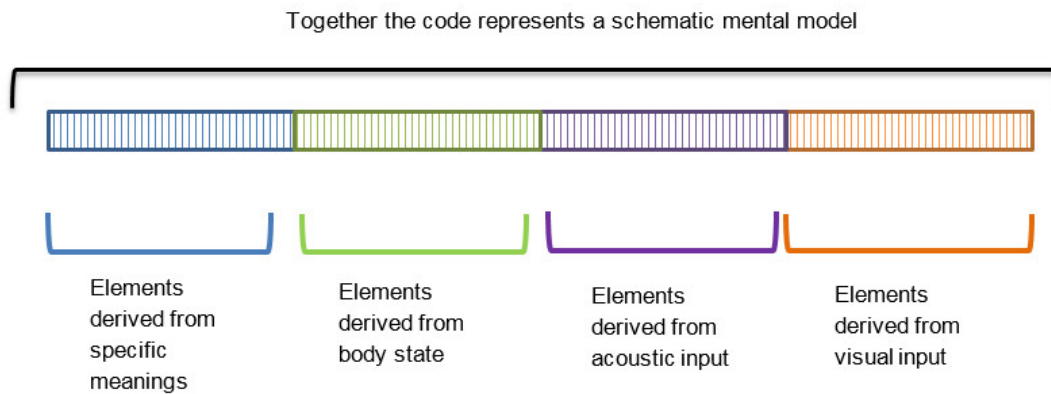 Together the code represents a schematic mental model
Elements
derived from
specific
meanings
Elements
derived from
body state
Elements
derived from
acoustic input
Elements
derived from
visual input